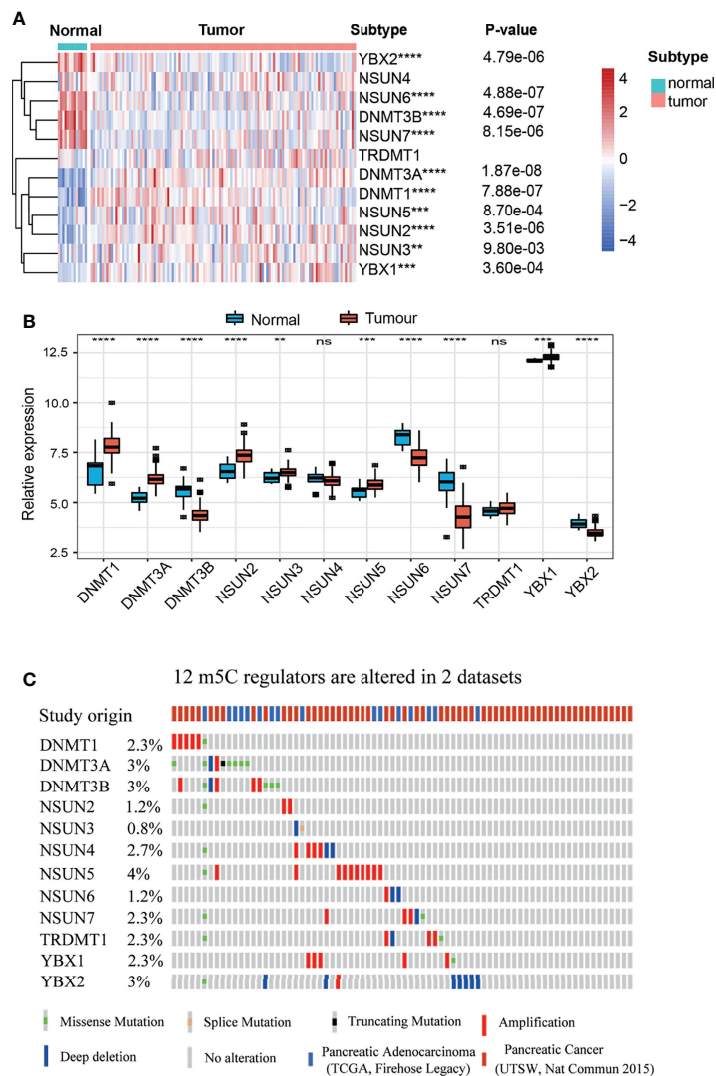 A
Normal Tumor Subtype P-value
YBX2**** 4.79e-06
NSUN4
NSUN6**** 4.88e-07
DNMT3B**** 4.69e-07
NSUN7**** 8.15e-06
TRDMT1
DNMT3A**** 1.87e-08
DNMT1**** 7.88e-07
NSUN5*** 8.70e-04
NSUN2**** 3.51e-06
NSUN3** 9.80e-03
YBX1*** 3.60e-04
4
2
0
−2
−4
Subtype
normal
tumor
B
Normal Tumour
**** **** **** **** ** ns *** **** **** ns *** ****
Relative expression
12.5
10.0
7.5
5.0
2.5
DNMT1 DNMT3A DNMT3B NSUN2 NSUN3 NSUN4 NSUN5 NSUN6 NSUN7 TRDMT1 YBX1 YBX2
C
12 m5C regulators are altered in 2 datasets
Study origin
DNMT1 2.3%
DNMT3A 3%
DNMT3B 3%
NSUN2 1.2%
NSUN3 0.8%
NSUN4 2.7%
NSUN5 4%
NSUN6 1.2%
NSUN7 2.3%
TRDMT1 2.3%
YBX1 2.3%
YBX2 3%
Missense Mutation Splice Mutation Truncating Mutation Amplification
Deep deletion No alteration Pancreatic Adenocarcinoma Pancreatic Cancer
(TCGA, Firehose Legacy) (UTSW, Nat Commun 2015)